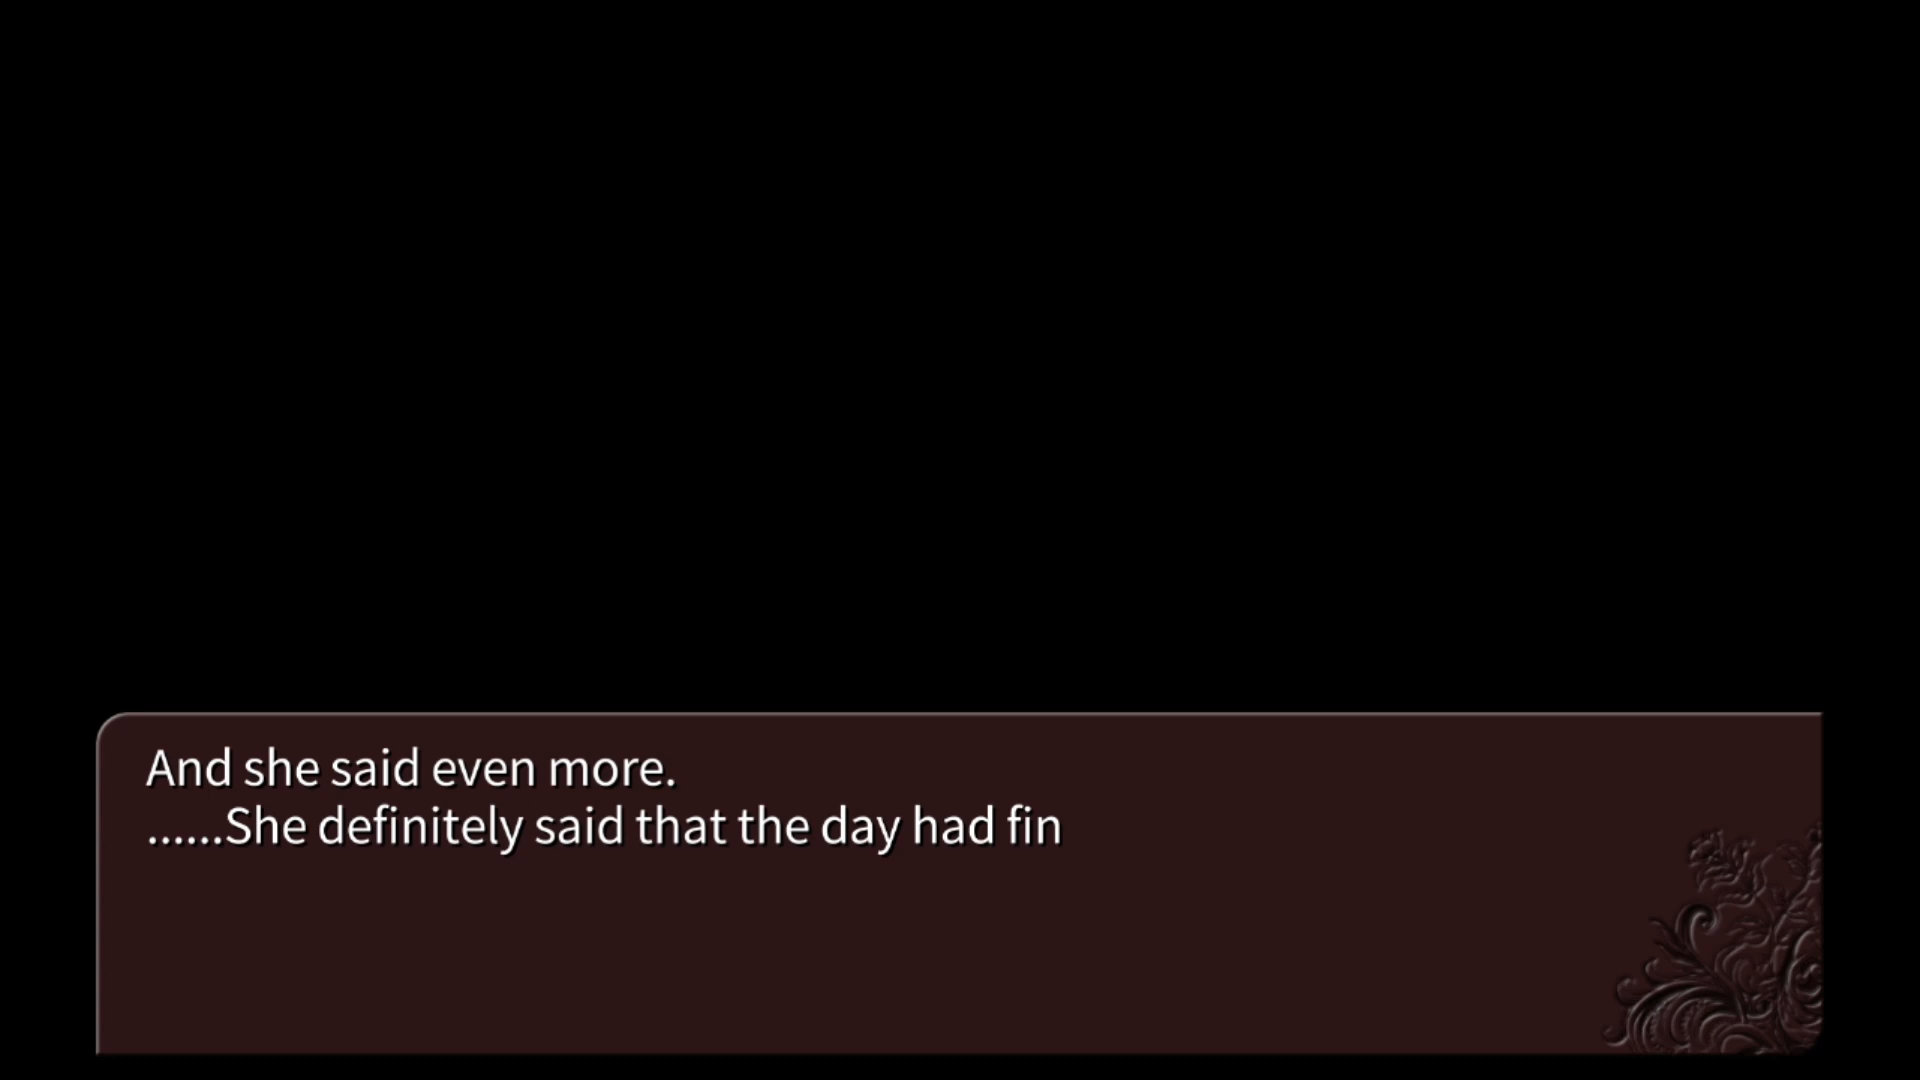 And she said even more.
......She definitely said that the day had fin